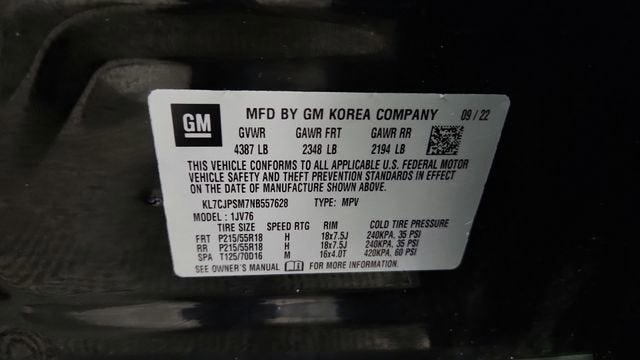 GM MFD BY GM KOREA COMPANY 09/22
GVWR GAWR FRT GAWR RR
4387 LB 2348 LB 2194 LB
THIS VEHICLE CONFORMS TO ALL APPLICABLE U.S. FEDERAL MOTOR
VEHICLE SAFETY AND THEFT PREVENTION STANDARDS IN EFFECT
ON THE DATE OF MANUFACTURE SHOWN ABOVE.
KL7CJPSM7NB557628 TYPE: MPV
MODEL: 1JV76
TIRE SIZE SPEED RTG RIM COLD TIRE PRESSURE
FRT P215/55R18 H 18x7.5J 240KPA, 35 PSI
RR P215/55R18 H 18x7.5J 240KPA, 35 PSI
SPA T125/70D16 M 16x4.0T 420KPA, 60 PSI
SEE OWNER'S MANUAL FOR MORE INFORMATION.